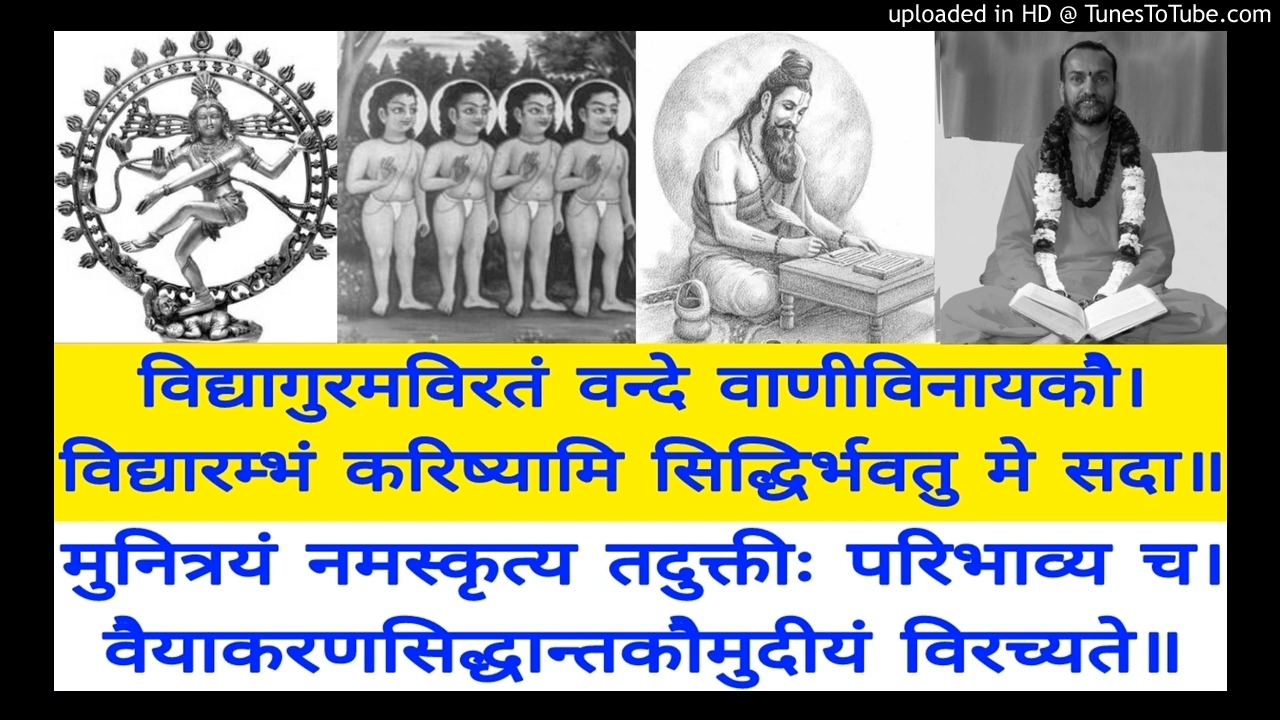 uploaded in HD @ TunesToTube.com
विद्यागुरमविरतं वन्दे वाणीविनायकौ।
विद्यारम्भं करिष्यामि सिद्धिर्भवतु मे सदा॥
मुनित्रयं नमस्कृत्य तदुक्तीः परिभाव्य च।
वैयाकरणसिद्धान्तकौमुदीयं विरच्यते॥